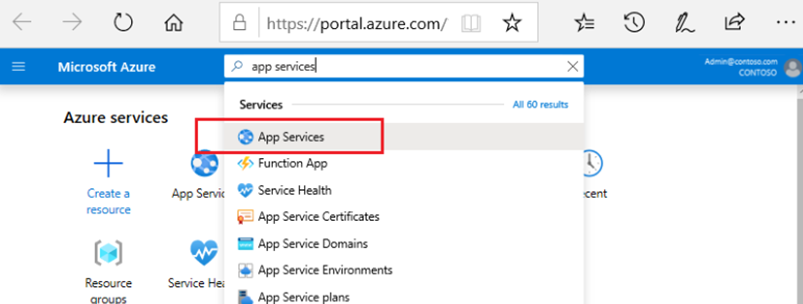 https://portal.azure.com/
Microsoft Azure
app services
Admin@contoso.com
CONTOSO
Services
All 60 results
Azure services
App Services
Function App
Service Health
App Service Certificates
App Service Domains
App Service Environments
App Service plans
Create a
resource
App Servic
ecent
Resource
groups
Service Hea